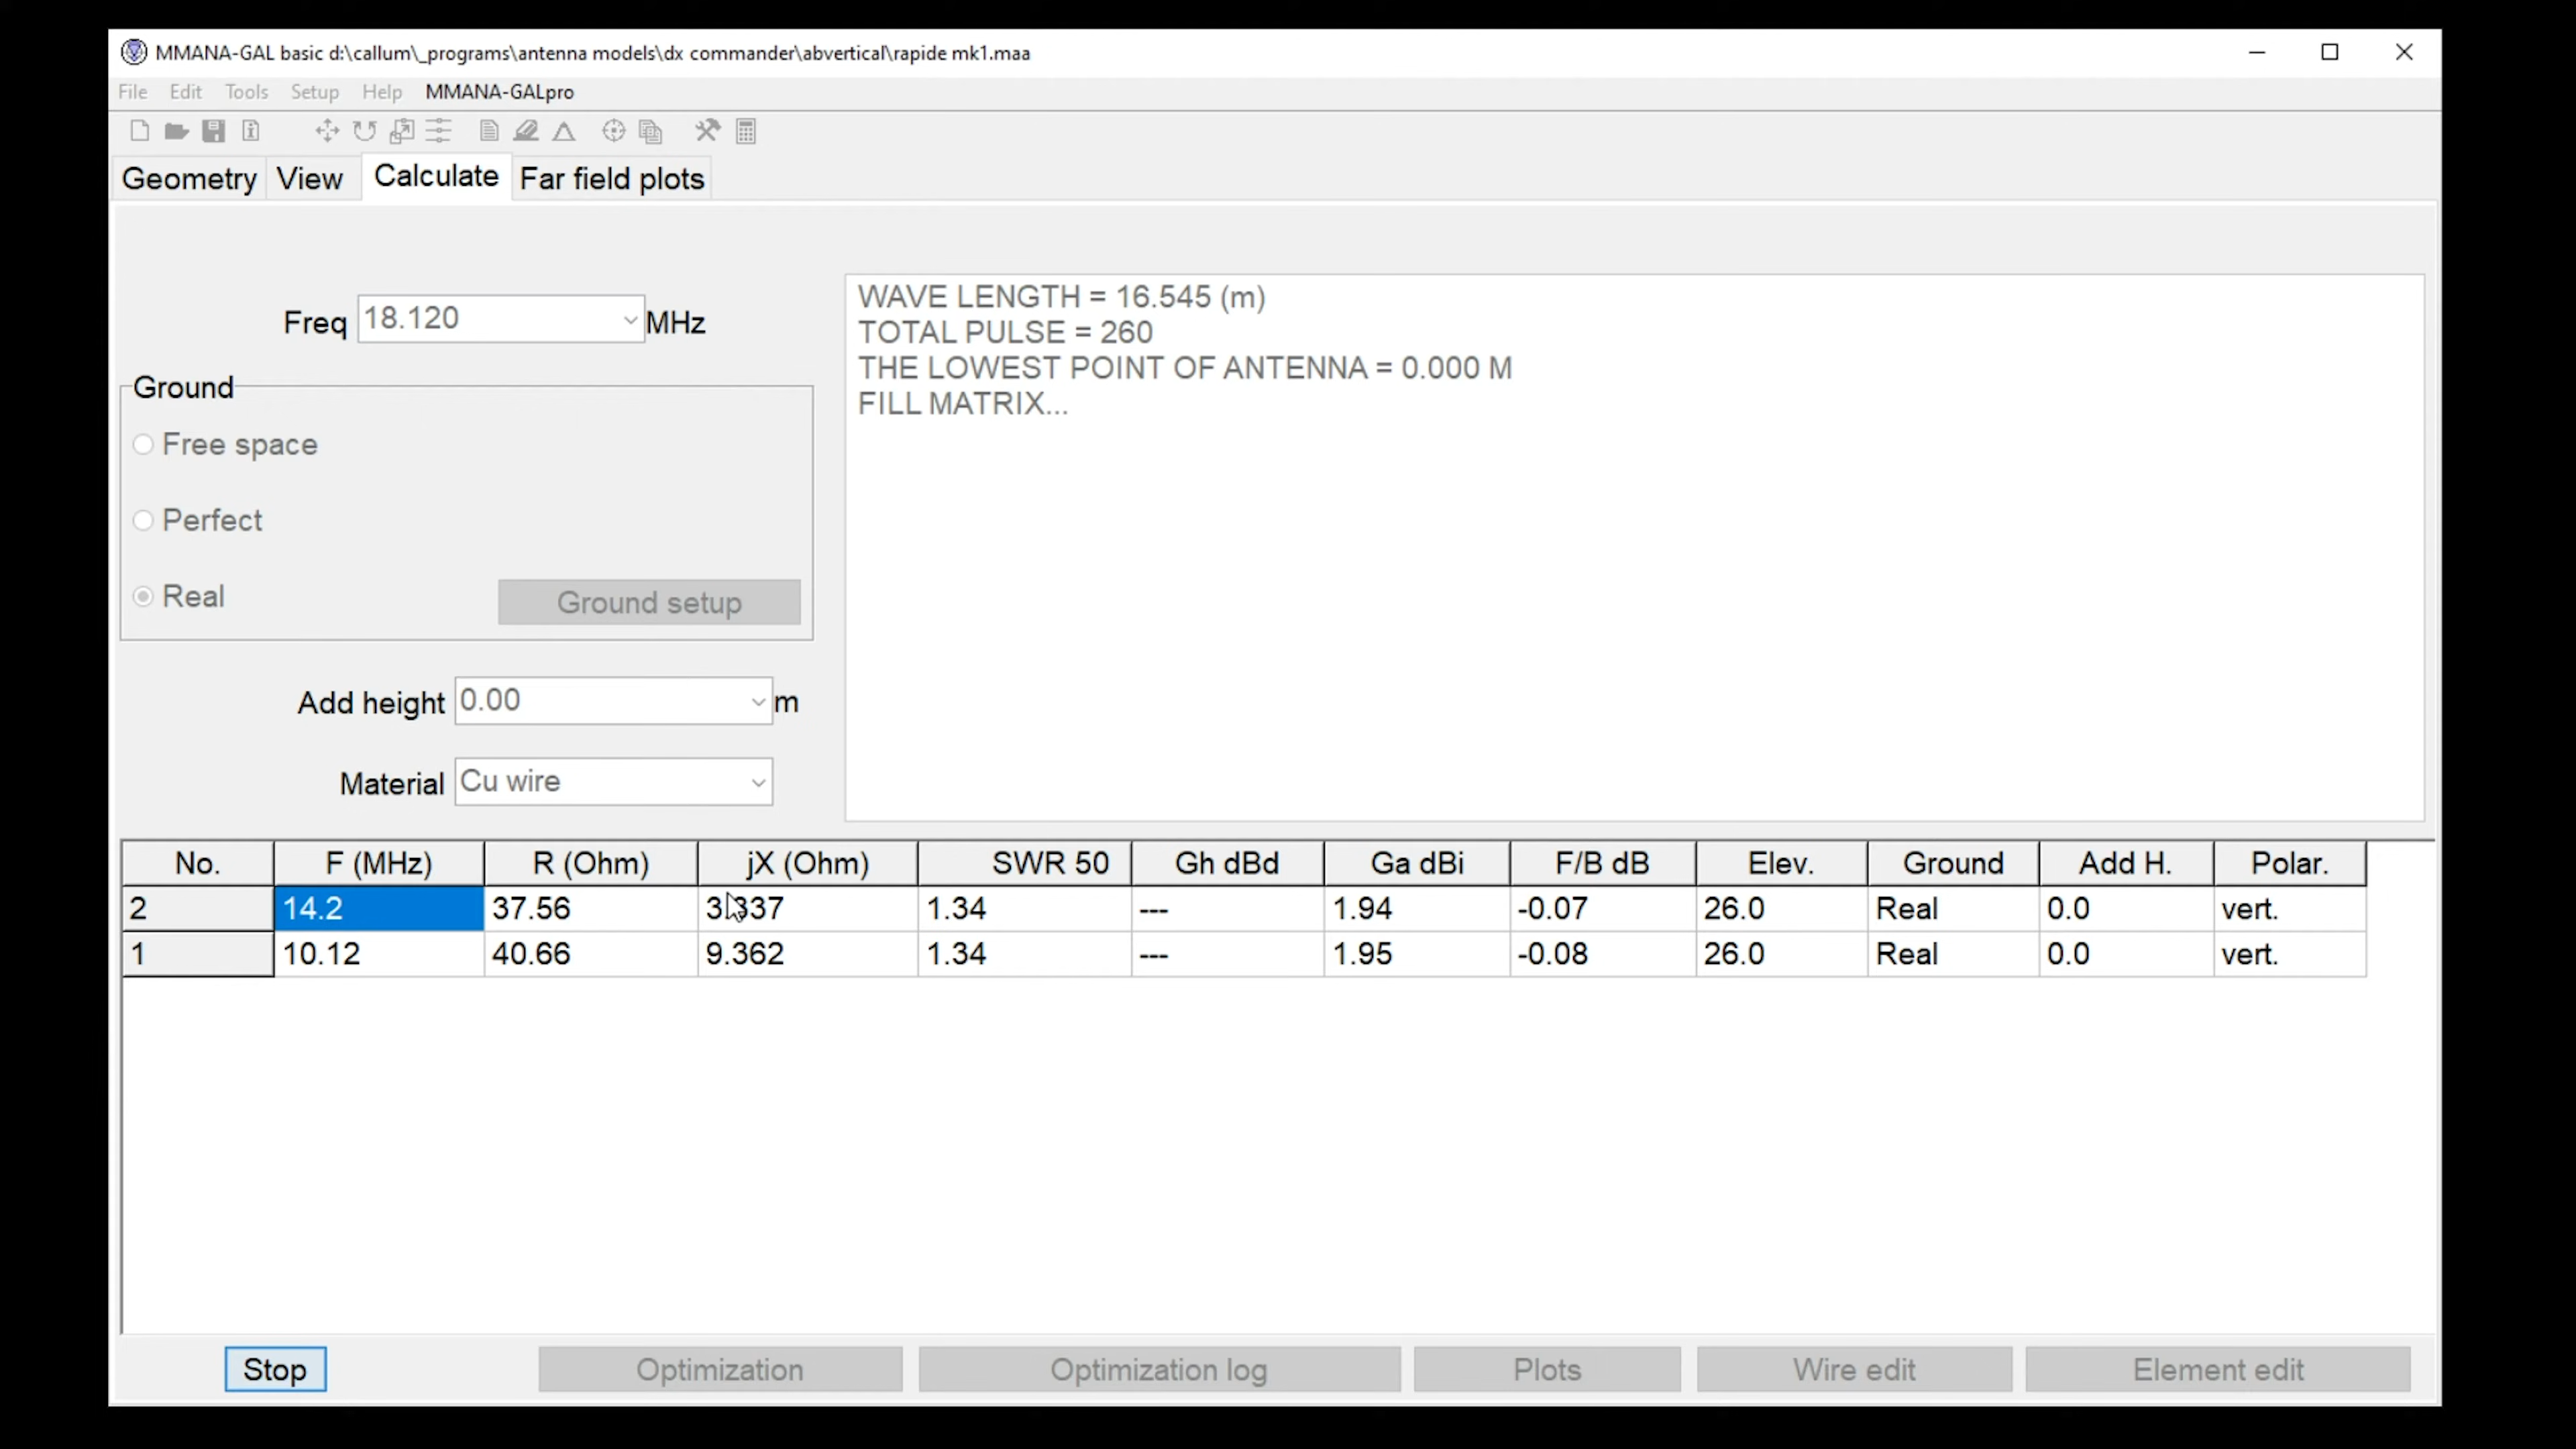 MMANA-GAL basic d:\callum\_programs\antenna models\dx commander\abvertical\rapide mk1.maa
File Edit Tools Setup Help MMANA-GALpro
Geometry View Calculate Far field plots
Freq 18.120 MHz
Ground
Free space
Perfect
Real Ground setup
Add height 0.00 m
Material Cu wire
WAVE LENGTH = 16.545 (m)
TOTAL PULSE = 260
THE LOWEST POINT OF ANTENNA = 0.000 M
FILL MATRIX...
No. F (MHz) R (Ohm) jX (Ohm) SWR 50 Gh dBd Ga dBi F/B dB Elev. Ground Add H. Polar.
2 14.2 37.56 1.34 --- 1.94 -0.07 26.0 Real 0.0 vert.
1 10.12 40.66 9.362 1.34 --- 1.95 -0.08 26.0 Real 0.0 vert.
Stop Optimization Optimization log Plots Wire edit Element edit